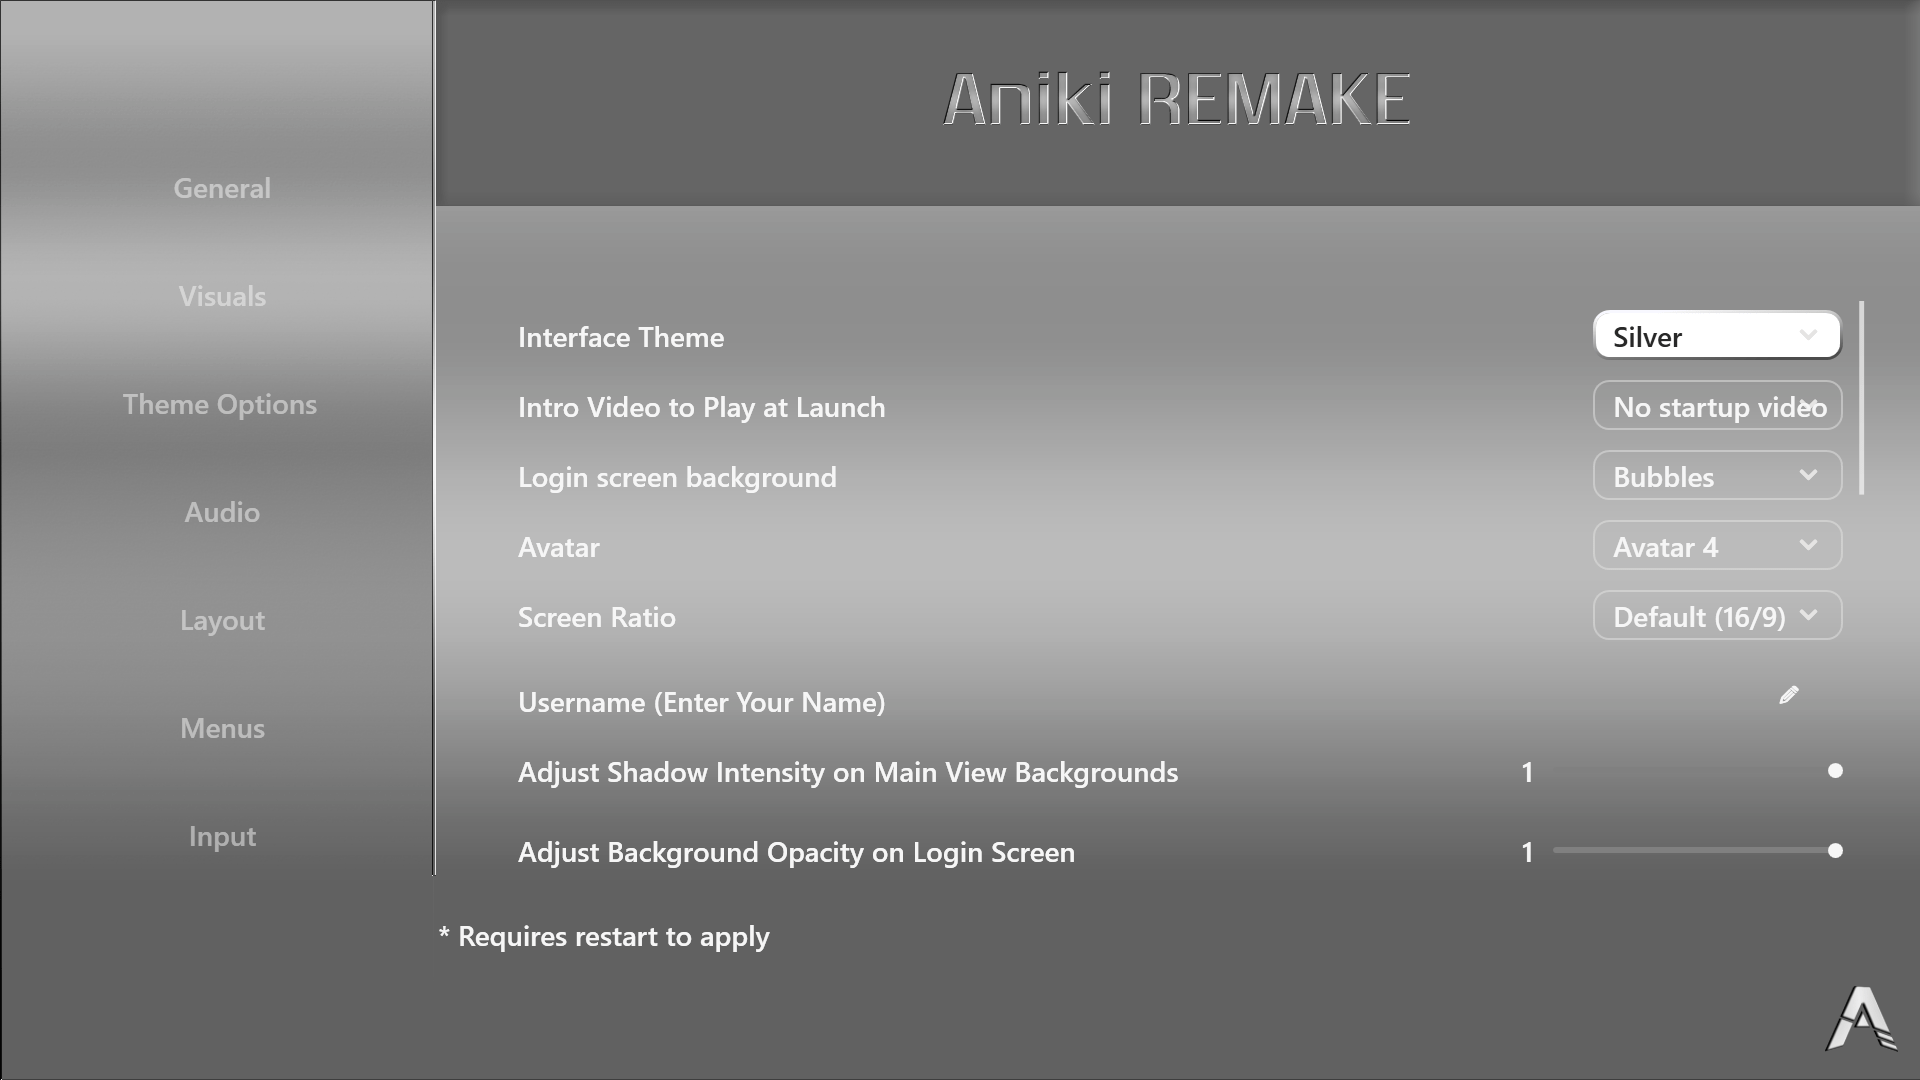 Aniki REMAKE
General
Visuals
Theme Options
Audio
Layout
Menus
Input
Interface Theme
Silver
Intro Video to Play at Launch
No startup video
Login screen background
Bubbles
Avatar
Avatar 4
Screen Ratio
Default (16/9)
Username (Enter Your Name)
Adjust Shadow Intensity on Main View Backgrounds
1
Adjust Background Opacity on Login Screen
1
* Requires restart to apply